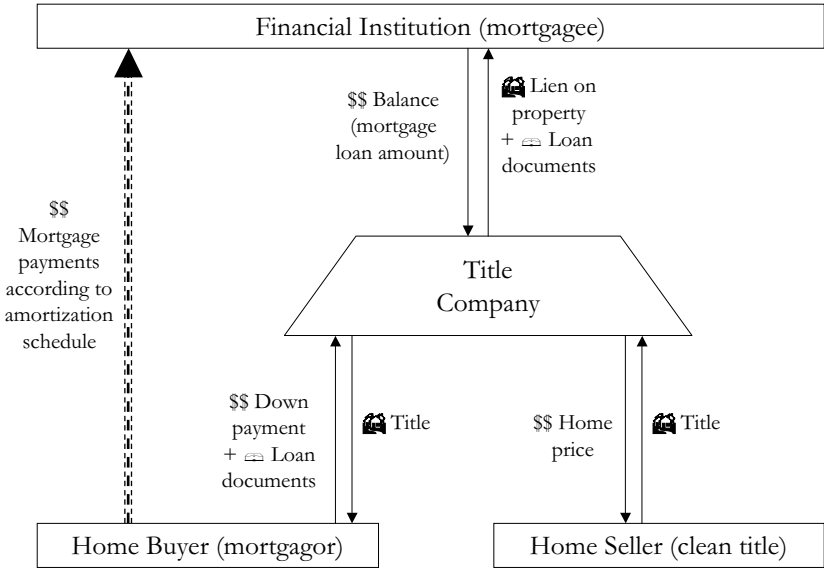 Financial Institution (mortgagee)
$$ Balance
(mortgage
loan amount)
Lien on
property
+ Loan
documents
$$
Mortgage
payments
according to
amortization
schedule
Title
Company
$$ Down
payment
+ Loan
documents
Title
$$ Home
price
Title
Home Buyer (mortgagor)
Home Seller (clean title)